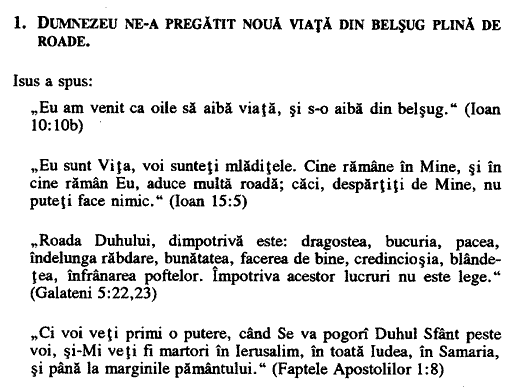 1. DUMNEZEU NE-A PREGĂTIT NOUĂ VIAŢĂ DIN BELŞUG PLINĂ DE
ROADE.
Isus a spus:
„Eu am venit ca oile să aibă viaţă, şi s-o aibă din belşug.“ (Ioan
10:10b)
„Eu sunt Viţa, voi sunteţi mlădiţele. Cine rămâne în Mine, şi în
cine rămân Eu, aduce multă roadă; căci, despărţiţi de Mine, nu
puteţi face nimic.“ (Ioan 15:5)
„Roada Duhului, dimpotrivă este: dragostea, bucuria, pacea,
îndelunga răbdare, bunătatea, facerea de bine, credincioşia, blânde-
ţea, înfrânarea poftelor. Împotriva acestor lucruri nu este lege.“
(Galateni 5:22,23)
„Ci voi veţi primi o putere, când Se va pogorî Duhul Sfânt peste
voi, şi-Mi veţi fi martori în Ierusalim, în toată Iudea, în Samaria,
şi până la marginile pământului.“ (Faptele Apostolilor 1:8)